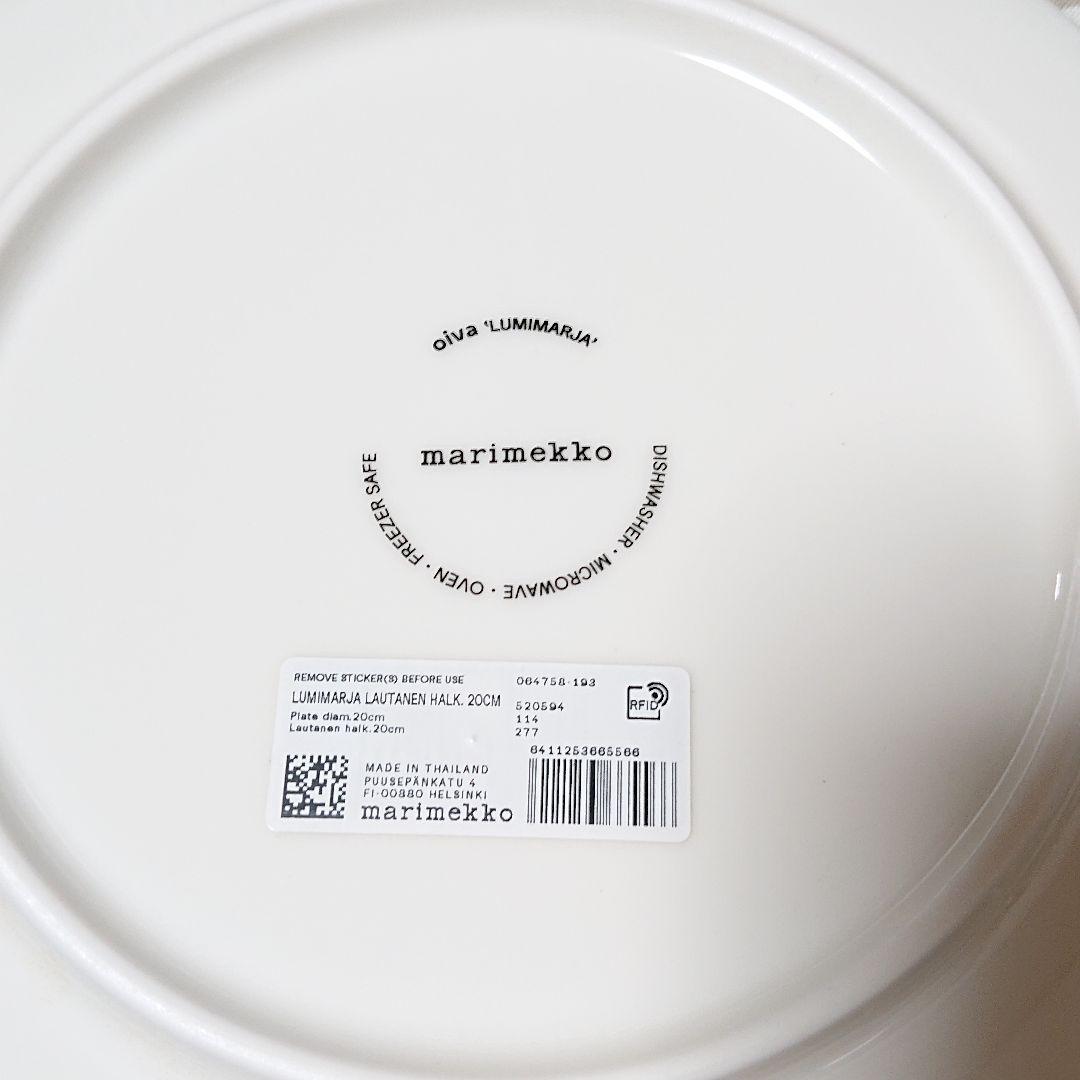 oiva 'LUMIMARJA'
marimekko
DISHWASHER · MICROWAVE · OVEN · FREEZER SAFE
REMOVE STICKER(S) BEFORE USE
064758-193
LUMIMARJA LAUTANEN HALK. 20CM
520594
Plate diam.20cm
114
Lautanen halk.20cm
277
RFID
6411253665566
MADE IN THAILAND
PUUSEPÄNKATU 4
FI-00880 HELSINKI
marimekko